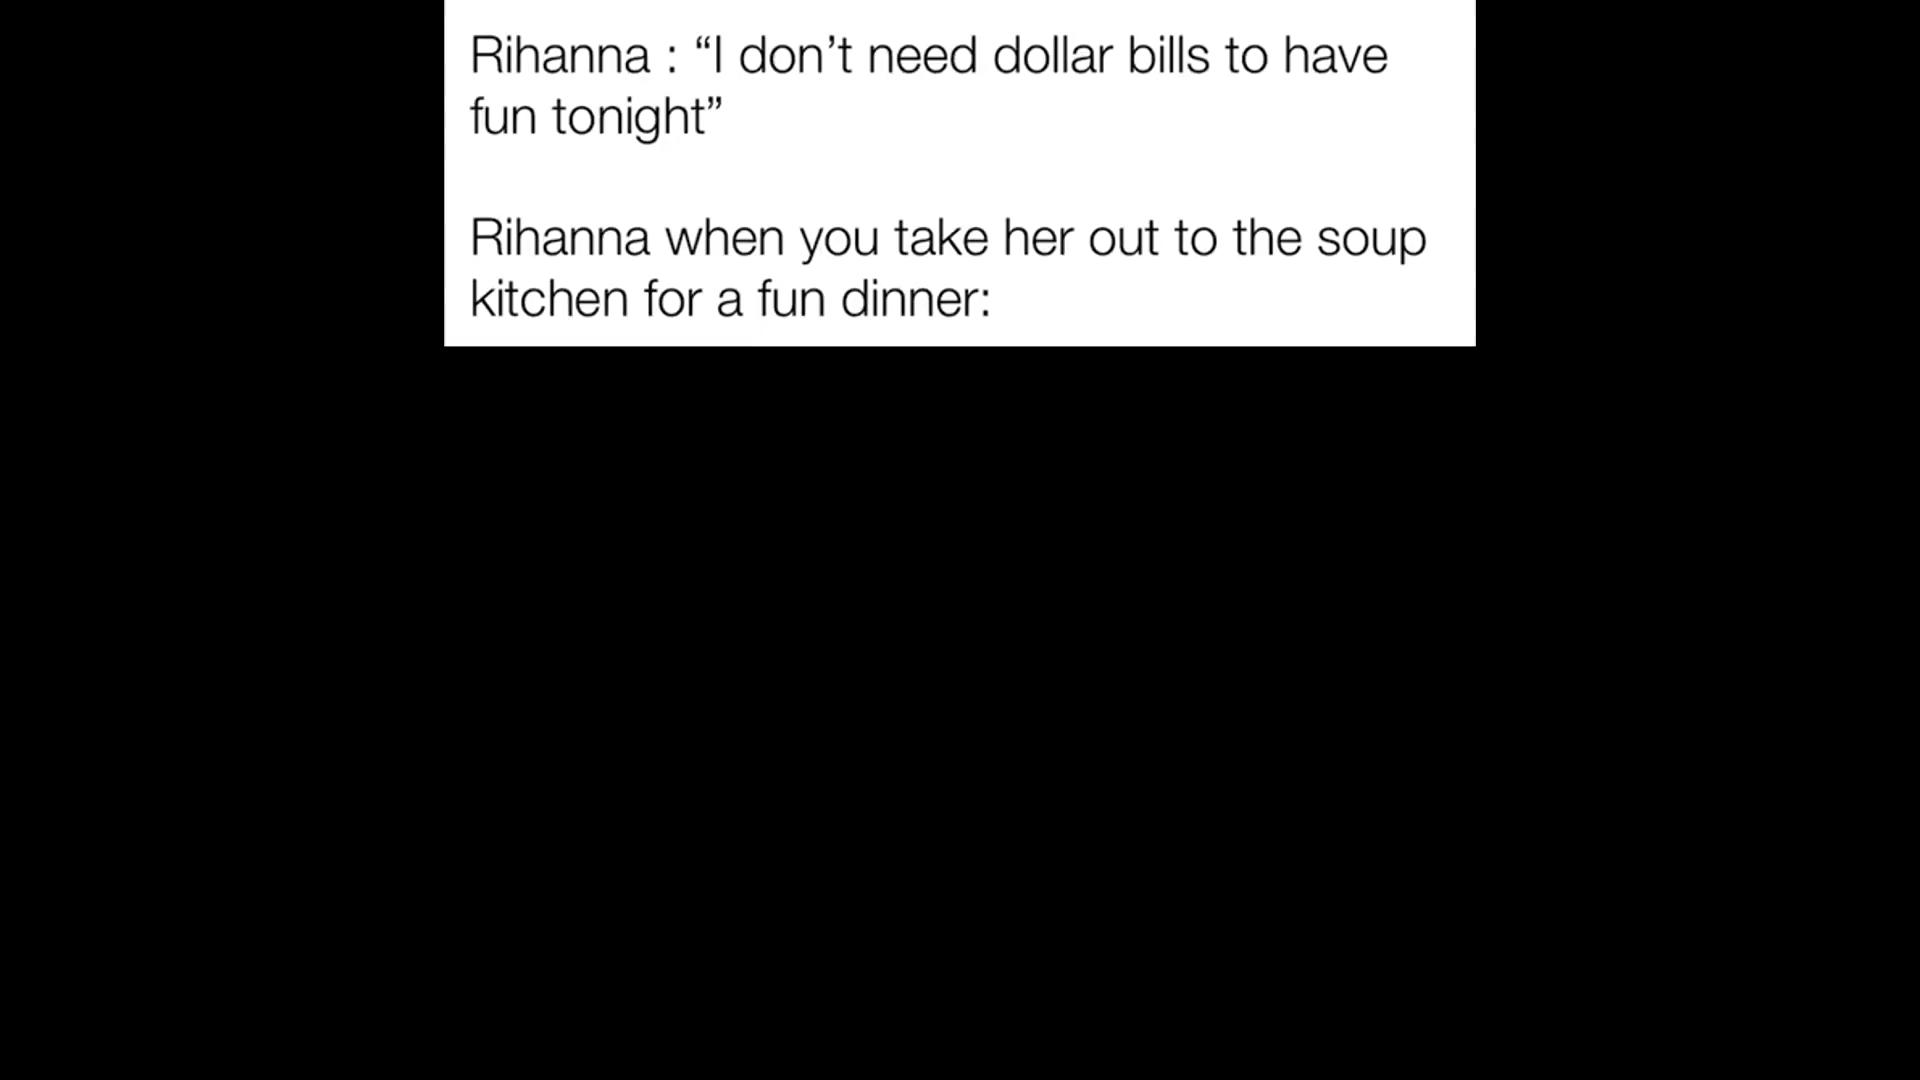 Rihanna : “I don’t need dollar bills to have
fun tonight”
Rihanna when you take her out to the soup
kitchen for a fun dinner: